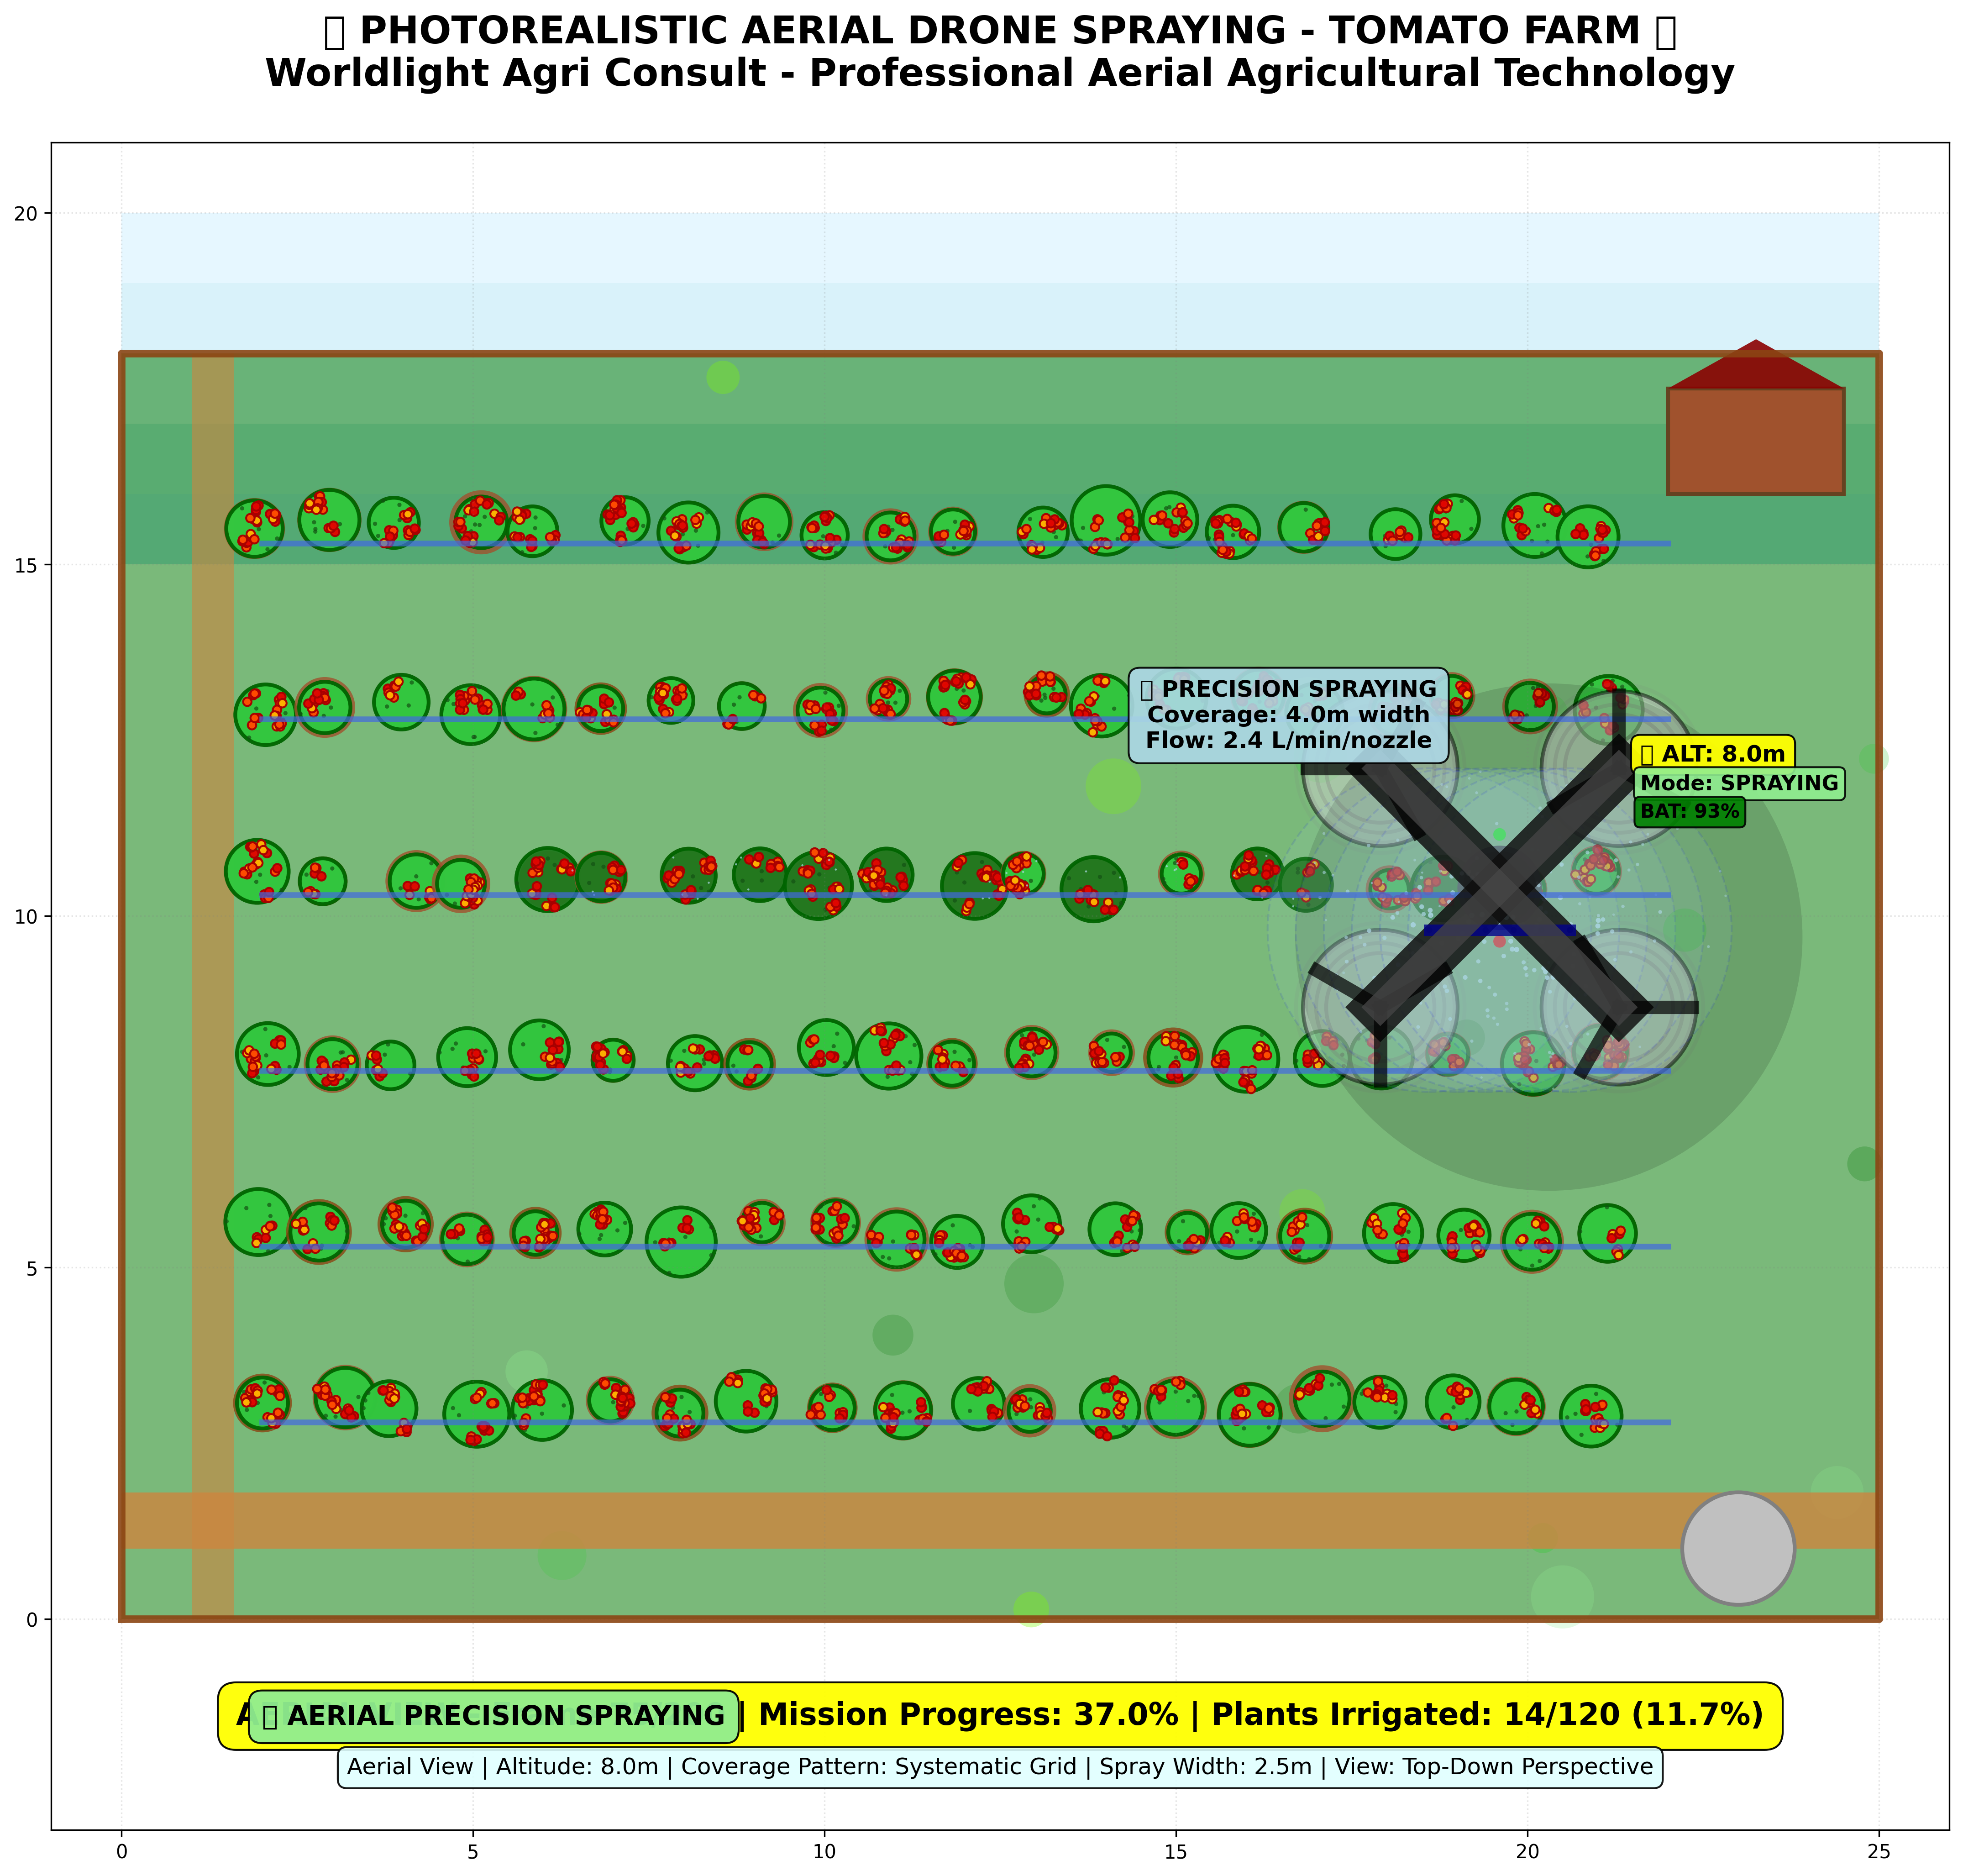 PHOTOREALISTIC AERIAL DRONE SPRAYING - TOMATO FARM
Worldlight Agri Consult - Professional Aerial Agricultural Technology
20
15
10
5
0
PRECISION SPRAYING
Coverage: 4.0m width
Flow: 2.4 L/min/nozzle
ALT: 8.0m
Mode: SPRAYING
BAT: 93%
AERIAL PRECISION SPRAYING
| Mission Progress: 37.0% | Plants Irrigated: 14/120 (11.7%)
Aerial View | Altitude: 8.0m | Coverage Pattern: Systematic Grid | Spray Width: 2.5m | View: Top-Down Perspective
0 5 10 15 20 25